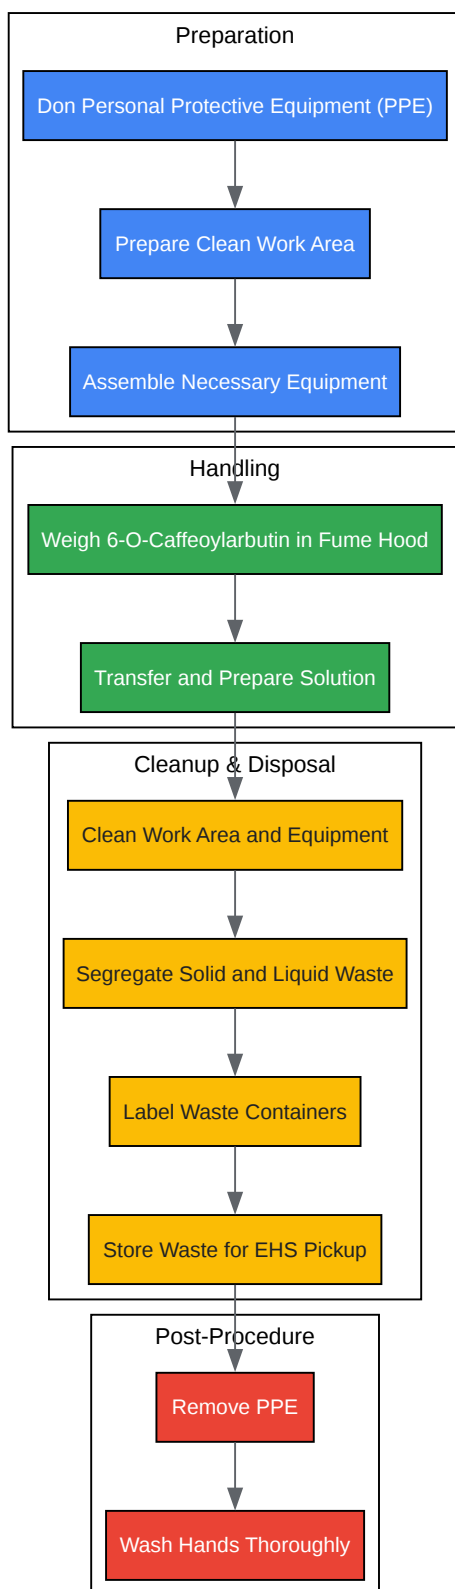 Preparation
Don Personal Protective Equipment (PPE)
Prepare Clean Work Area
Assemble Necessary Equipment
Handling
Weigh 6-O-Caffeoylarbutin in Fume Hood
Transfer and Prepare Solution
Cleanup & Disposal
Clean Work Area and Equipment
Segregate Solid and Liquid Waste
Label Waste Containers
Store Waste for EHS Pickup
Post-Procedure
Remove PPE
Wash Hands Thoroughly